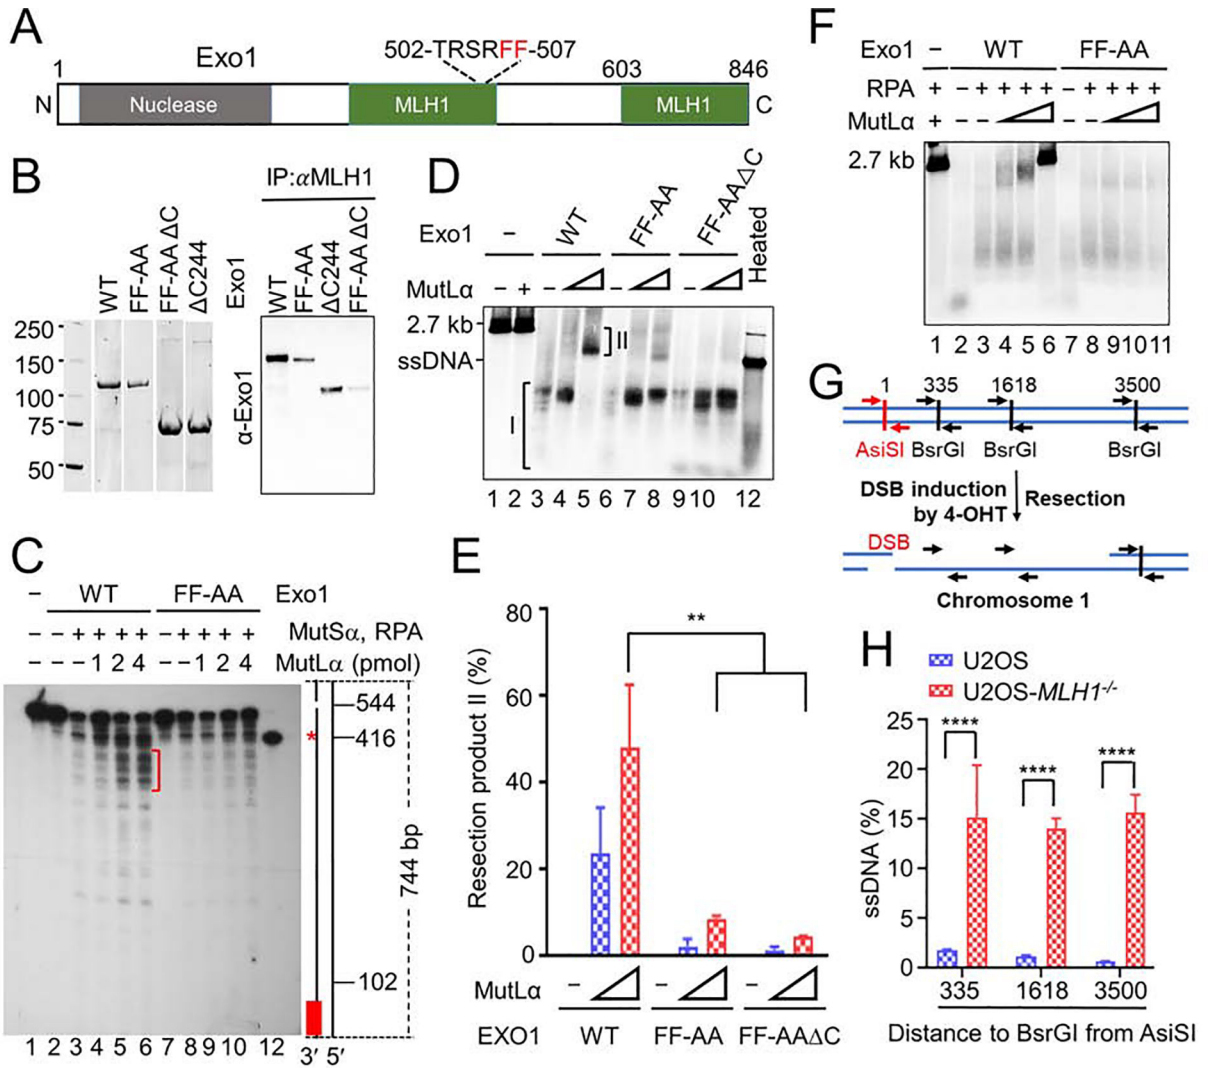 A
Exo1
502-TRSRFF-507
1
603
846
N
Nuclease
MLH1
MLH1
C
B
WT
FF-AA
FF-AA ΔC
ΔC244
250
150
100
75
50
IP:αMLH1
Exo1
WT
FF-AA
ΔC244
FF-AA ΔC
α-Exo1
C
–
WT
FF-AA
Exo1
– – + + + + – + + + +
MutSα, RPA
– – – 1 2 4 – – 1 2 4
MutLα (pmol)
*
544
416
744 bp
102
1 2 3 4 5 6 7 8 9 10 12
3′ 5′
D
Exo1
–
WT
FF-AA
FF-AAΔC
Heated
MutLα
– + – – –
2.7 kb
ssDNA
II
I
1 2 3 4 5 6 7 8 9 10 12
E
Resection product II (%)
80
60
40
20
0
**
MutLα
– – –
EXO1
WT
FF-AA
FF-AAΔC
F
Exo1
–
WT
FF-AA
RPA
+ – + + + + – + + + +
MutLα
+ – – – –
2.7 kb
1 2 3 4 5 6 7 8 9 10 11
G
1
335
1618
3500
AsiSI
BsrGI
BsrGI
BsrGI
DSB induction
by 4-OHT
Resection
DSB
Chromosome 1
H
U2OS
U2OS-MLH1-/-
ssDNA (%)
25
20
15
10
5
0
****
****
****
335
1618
3500
Distance to BsrGI from AsiSI